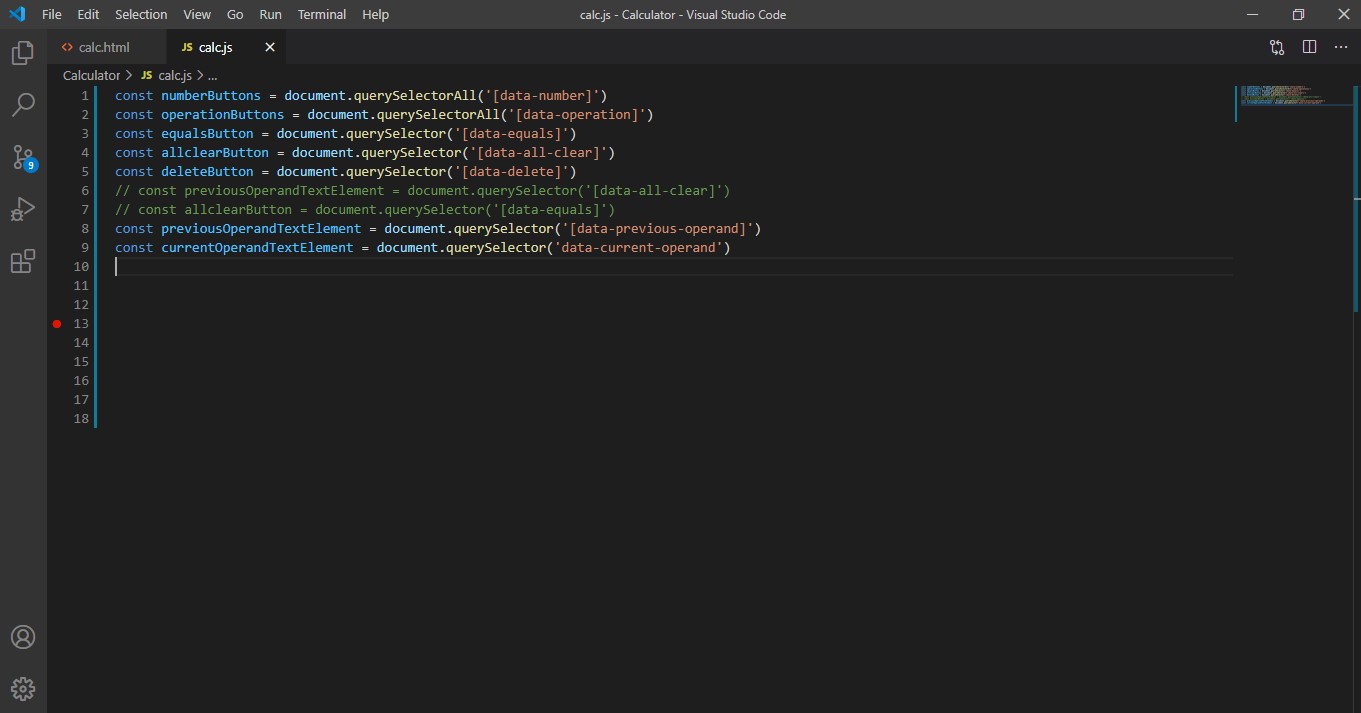 File Edit Selection View Go Run Terminal Help calc.js - Calculator - Visual Studio Code
calc.html JS calc.js
Calculator > JS calc.js > ...
1 const numberButtons = document.querySelectorAll('[data-number]')
2 const operationButtons = document.querySelectorAll('[data-operation]')
3 const equalsButton = document.querySelector('[data-equals]')
4 const allclearButton = document.querySelector('[data-all-clear]')
5 const deleteButton = document.querySelector('[data-delete]')
6 // const previousOperandTextElement = document.querySelector('[data-all-clear]')
7 // const allclearButton = document.querySelector('[data-equals]')
8 const previousOperandTextElement = document.querySelector('[data-previous-operand]')
9 const currentOperandTextElement = document.querySelector('data-current-operand')
10
11
12
13
14
15
16
17
18
9